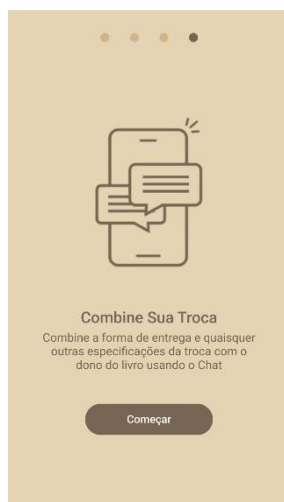 Combine Sua Troca
Combine a forma de entrega e quaisquer
outras especificações da troca com o
dono do livro usando o Chat
Começar